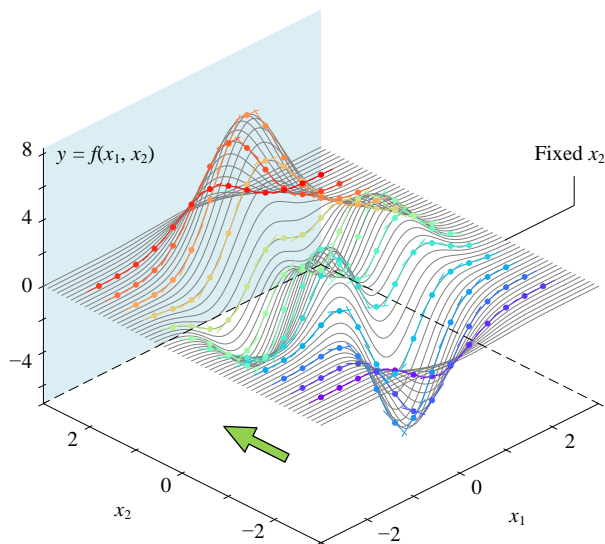 8
y = f(x₁, x₂)
Fixed x₂
4
0
−4
2
0
−2
x₂
−2
0
2
x₁